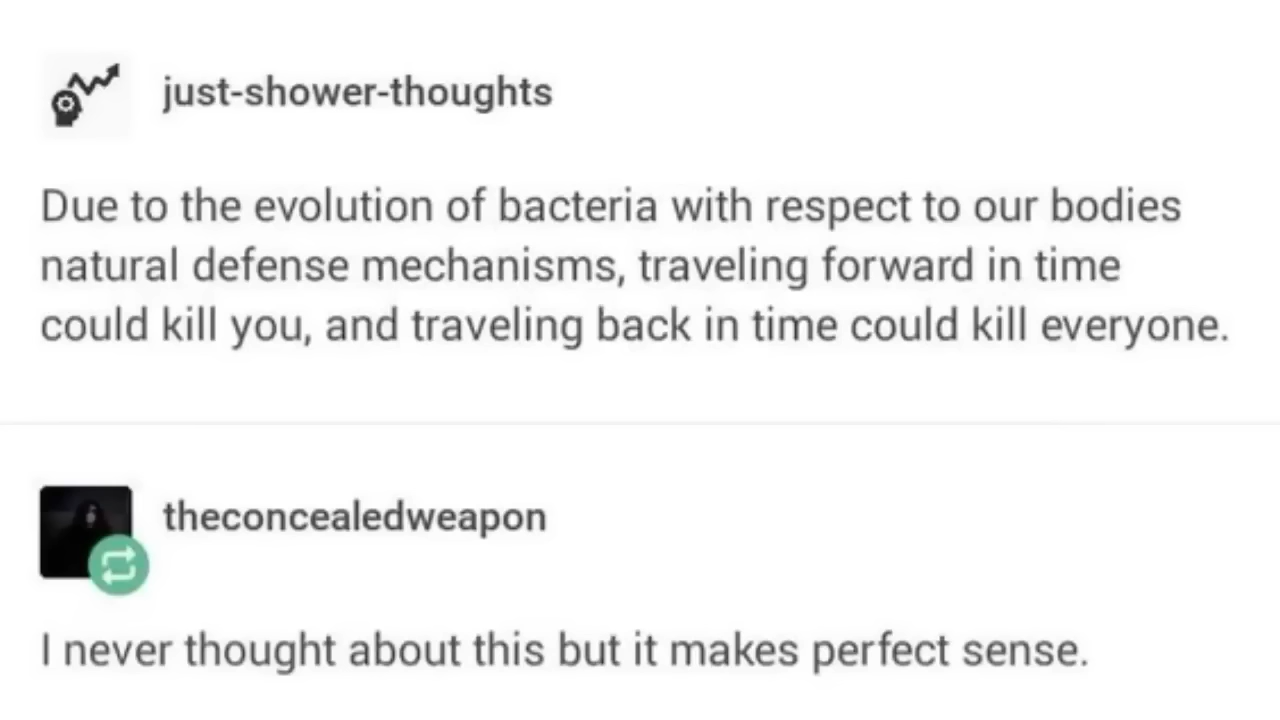 just-shower-thoughts
Due to the evolution of bacteria with respect to our bodies
natural defense mechanisms, traveling forward in time
could kill you, and traveling back in time could kill everyone.
theconcealedweapon
I never thought about this but it makes perfect sense.